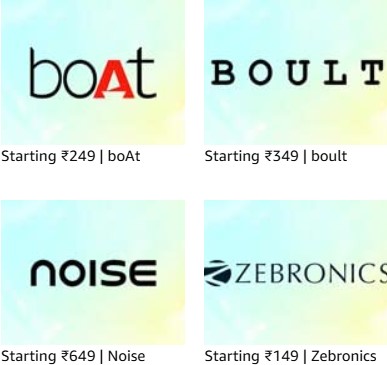 boAt
BOULT
Starting ₹249 | boAt
Starting ₹349 | boult
NOISE
ZEBRONICS
Starting ₹649 | Noise
Starting ₹149 | Zebronics